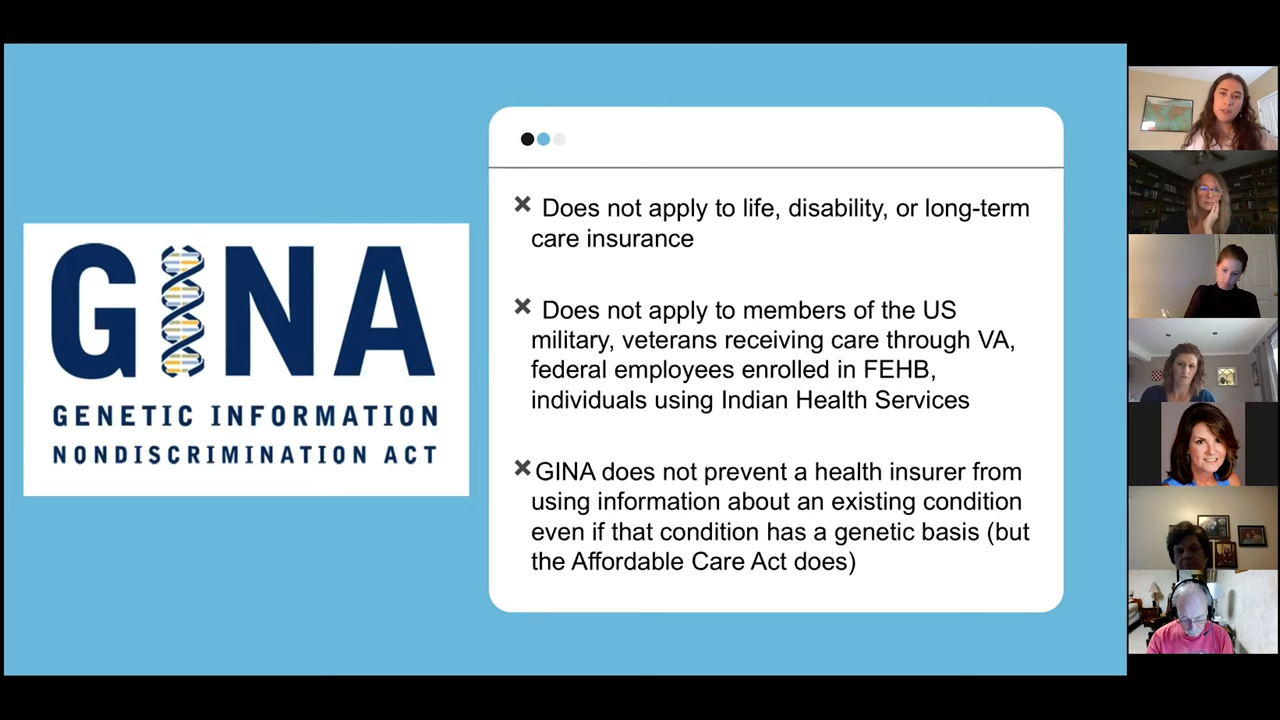 GINA
GENETIC INFORMATION
NONDISCRIMINATION ACT
Does not apply to life, disability, or long-term
care insurance
Does not apply to members of the US
military, veterans receiving care through VA,
federal employees enrolled in FEHB,
individuals using Indian Health Services
GINA does not prevent a health insurer from
using information about an existing condition
even if that condition has a genetic basis (but
the Affordable Care Act does)